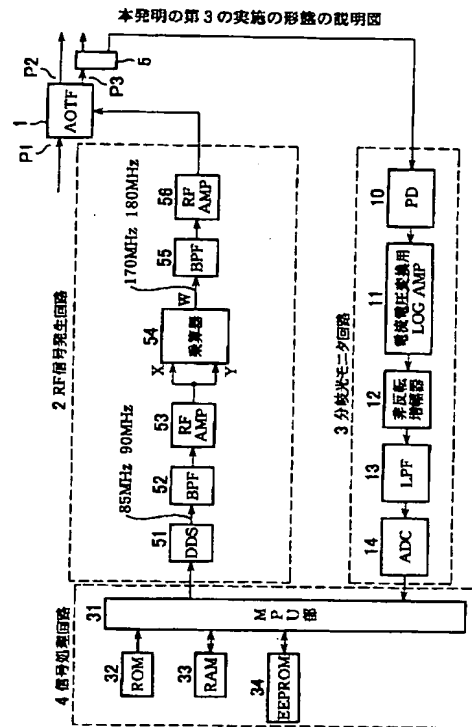 本発明の第3の実施の形態の説明図
P1
1
AOTF
P2
P3
5
2 RF信号発生回路
85MHz 90MHz
170MHz 180MHz
51
DDS
52
BPF
53
RF
AMP
X
Y
54
乗算器
W
55
BPF
56
RF
AMP
4 信号処理回路
31
MPU部
32
ROM
33
RAM
34
EEPROM
3 分岐光モニタ回路
10
PD
11
電流電圧変換用
LOG AMP
12
非反転
増幅器
13
LPF
14
ADC